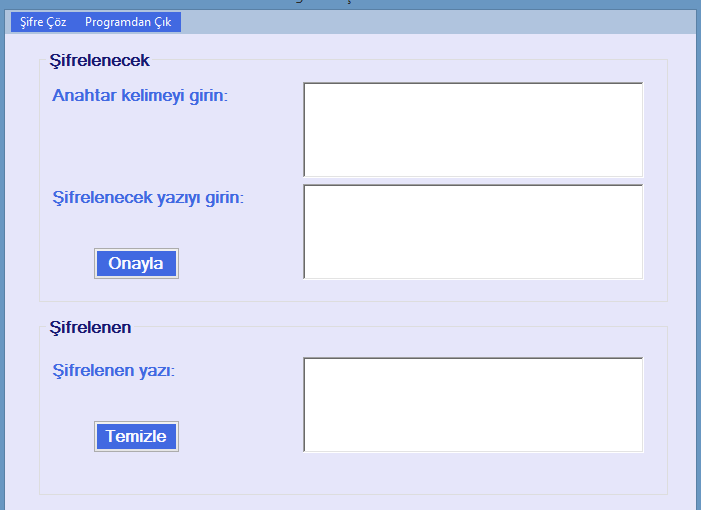 Şifre Çöz Programdan Çık
Şifrelenecek
Anahtar kelimeyi girin:
Şifrelenecek yazıyı girin:
Onayla
Şifrelenen
Şifrelenen yazı:
Temizle